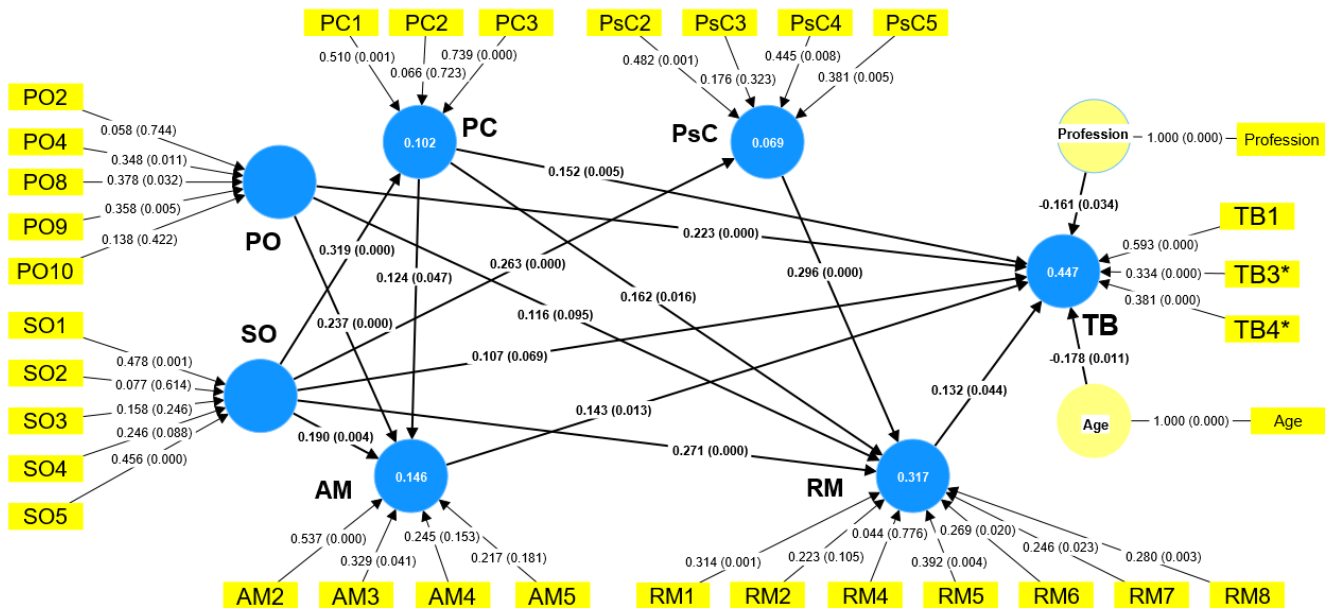 PC1
PC2
PC3
PsC2
PsC3
PsC4
PsC5
0.510 (0.001)
0.066 (0.723)
0.739 (0.000)
0.482 (0.001)
0.176 (0.323)
0.445 (0.008)
0.381 (0.005)
PO2
PO4
PO8
PO9
PO10
0.058 (0.744)
0.348 (0.011)
0.378 (0.032)
0.358 (0.005)
0.138 (0.422)
PO
0.102
PC
PsC
0.069
Profession
1.000 (0.000)
Profession
0.152 (0.005)
-0.161 (0.034)
0.223 (0.000)
0.319 (0.000)
0.124 (0.047)
0.263 (0.000)
0.296 (0.000)
0.162 (0.016)
0.116 (0.095)
0.237 (0.000)
0.447
TB
TB1
TB3*
TB4*
0.593 (0.000)
0.334 (0.000)
0.381 (0.000)
SO1
SO2
SO3
SO4
SO5
0.478 (0.001)
0.077 (0.614)
0.158 (0.246)
0.246 (0.088)
0.456 (0.000)
SO
0.107 (0.069)
0.132 (0.044)
-0.178 (0.011)
0.143 (0.013)
0.190 (0.004)
0.271 (0.000)
Age
1.000 (0.000)
Age
AM
0.146
RM
0.317
0.537 (0.000)
0.329 (0.041)
0.245 (0.153)
0.217 (0.181)
0.314 (0.001)
0.223 (0.105)
0.044 (0.776)
0.392 (0.004)
0.269 (0.020)
0.246 (0.023)
0.280 (0.003)
AM2
AM3
AM4
AM5
RM1
RM2
RM4
RM5
RM6
RM7
RM8